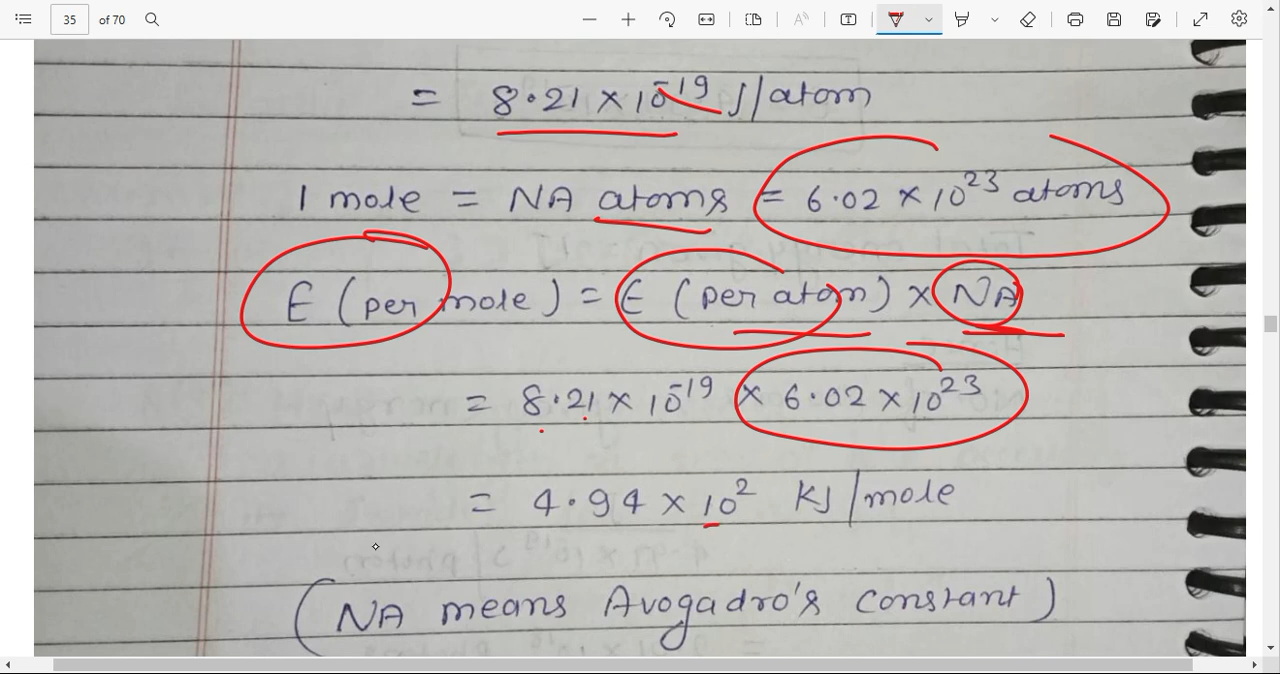 35 of 70
= 8.21 × 10⁻¹⁹ J/atom
1 mole = NA atoms = 6.02 × 10²³ atoms
E (per mole) = E (per atom) × NA
= 8.21 × 10⁻¹⁹ × 6.02 × 10²³
= 4.94 × 10² KJ/mole
(NA means Avogadro's constant)